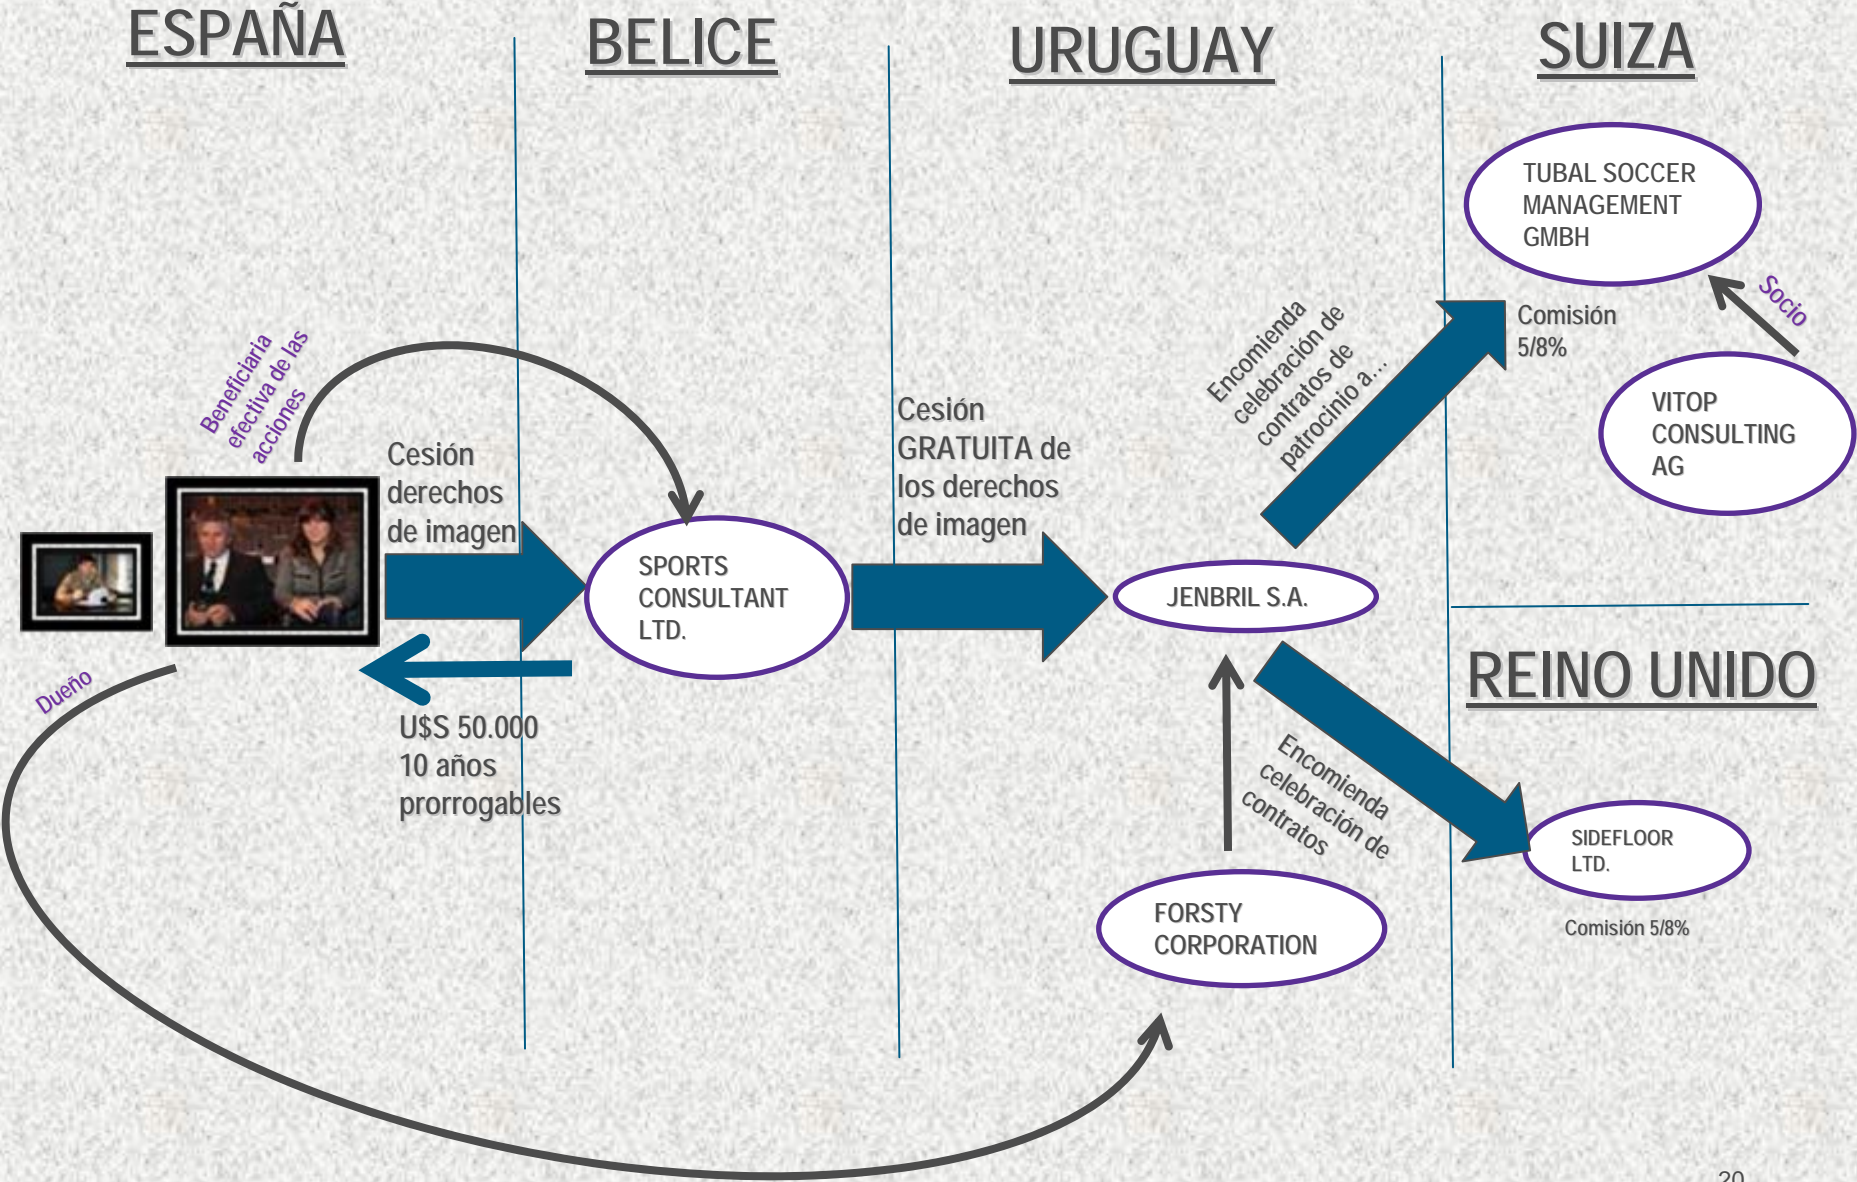 ESPAÑA
BELICE
URUGUAY
SUIZA
TUBAL SOCCER
MANAGEMENT
GMBH
Socio
Comisión
5/8%
VITOP
CONSULTING
AG
Encomienda
celebración de
contratos de
patrocinio a...
Beneficiaria
efectiva de las
acciones
Cesión
derechos
de imagen
Cesión
GRATUITA de
los derechos
de imagen
SPORTS
CONSULTANT
LTD.
JENBRIL S.A.
REINO UNIDO
Dueño
U$S 50.000
10 años
prorrogables
Encomienda
celebración de
contratos
SIDEFLOOR
LTD.
Comisión 5/8%
FORSTY
CORPORATION
20